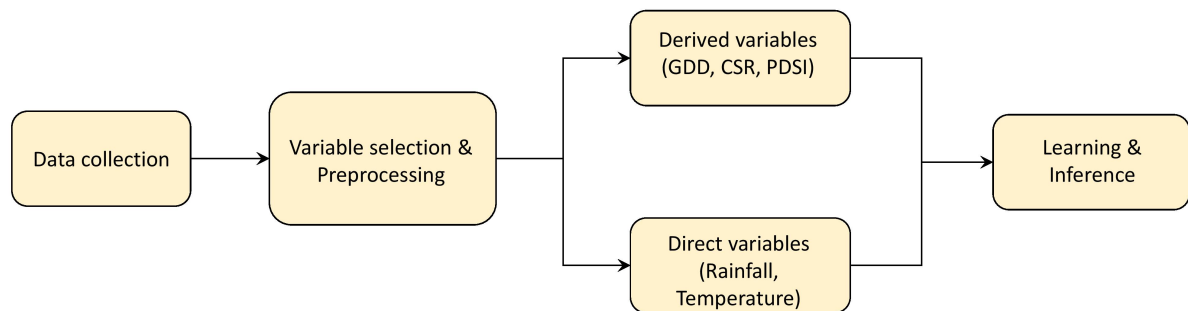 Data collection
Variable selection &
Preprocessing
Derived variables
(GDD, CSR, PDSI)
Direct variables
(Rainfall,
Temperature)
Learning &
Inference